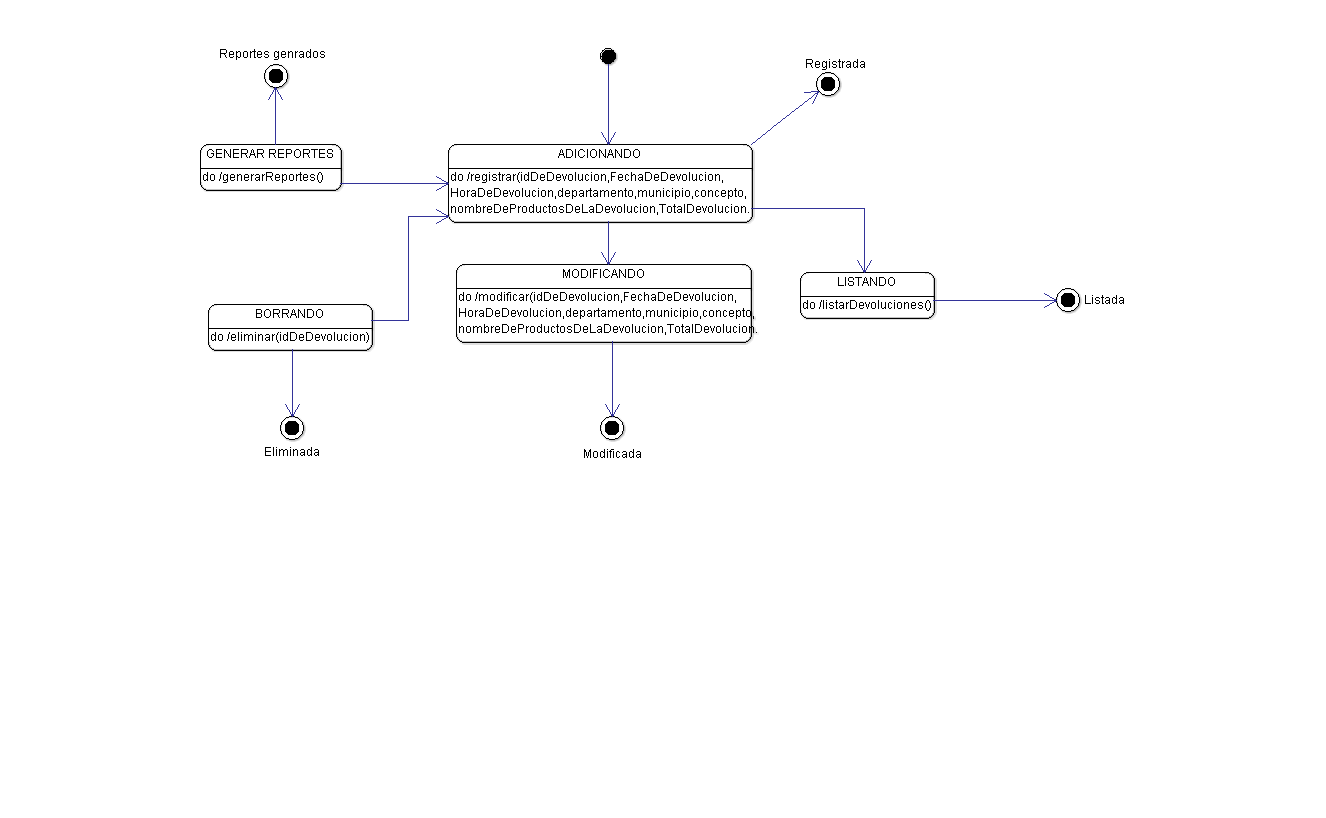 Reportes genrados
Registrada
GENERAR REPORTES
do /generarReportes()
ADICIONANDO
do /registrar(idDeDevolucion,FechaDeDevolucion,
HoraDeDevolucion,departamento,municipio,concepto,
nombreDeProductosDeLaDevolucion,TotalDevolucion.
MODIFICANDO
do /modificar(idDeDevolucion,FechaDeDevolucion,
HoraDeDevolucion,departamento,municipio,concepto,
nombreDeProductosDeLaDevolucion,TotalDevolucion.
LISTANDO
do /listarDevoluciones()
Listada
BORRANDO
do /eliminar(idDeDevolucion)
Eliminada
Modificada